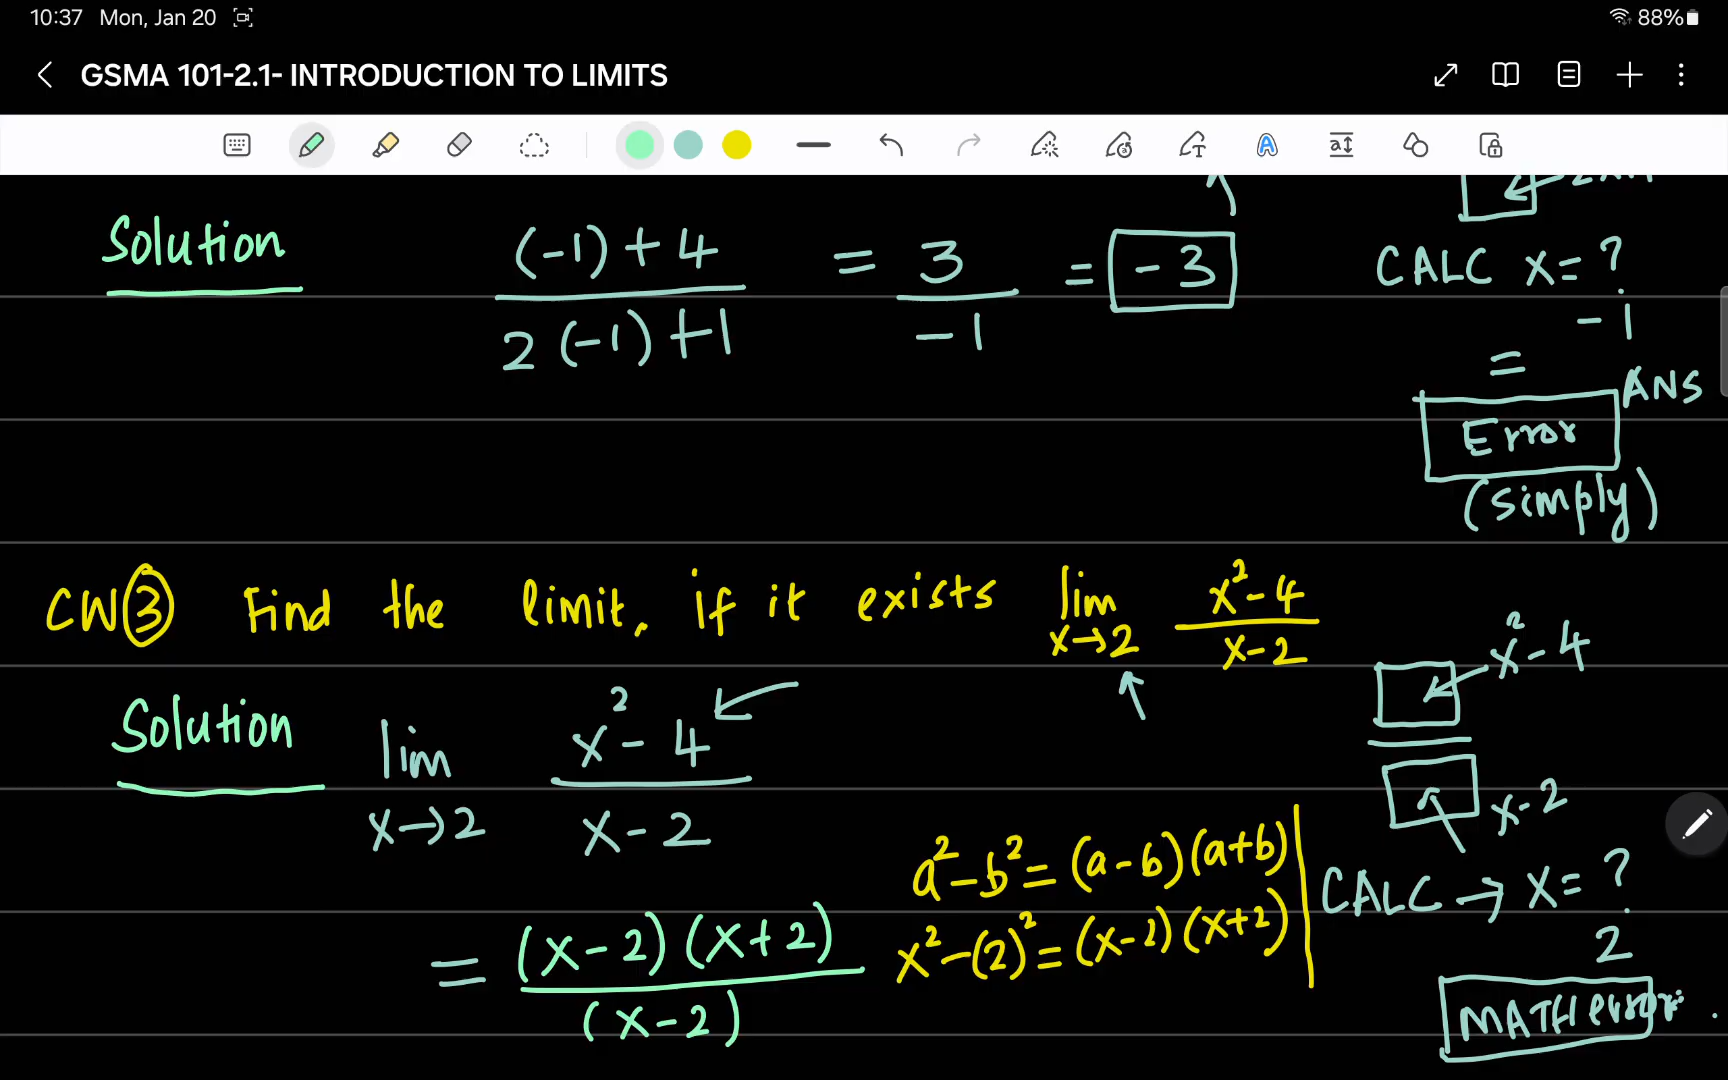 10:37 Mon, Jan 20
88%
GSMA 101-2.1- INTRODUCTION TO LIMITS
Solution
(-1)+4 / 2(-1)+1 = 3 / -1 = -3
CALC x=?
-1
=
ANS
Error
(simply)
CW③ Find the limit, if it exists lim x→2 x²-4 / x-2
Solution lim x→2 x²-4 / x-2
x²-4
x-2
a²-b²=(a-b)(a+b)
x²-(2)²=(x-2)(x+2)
CALC → x=?
2
MATH error
= (x-2)(x+2) / (x-2)